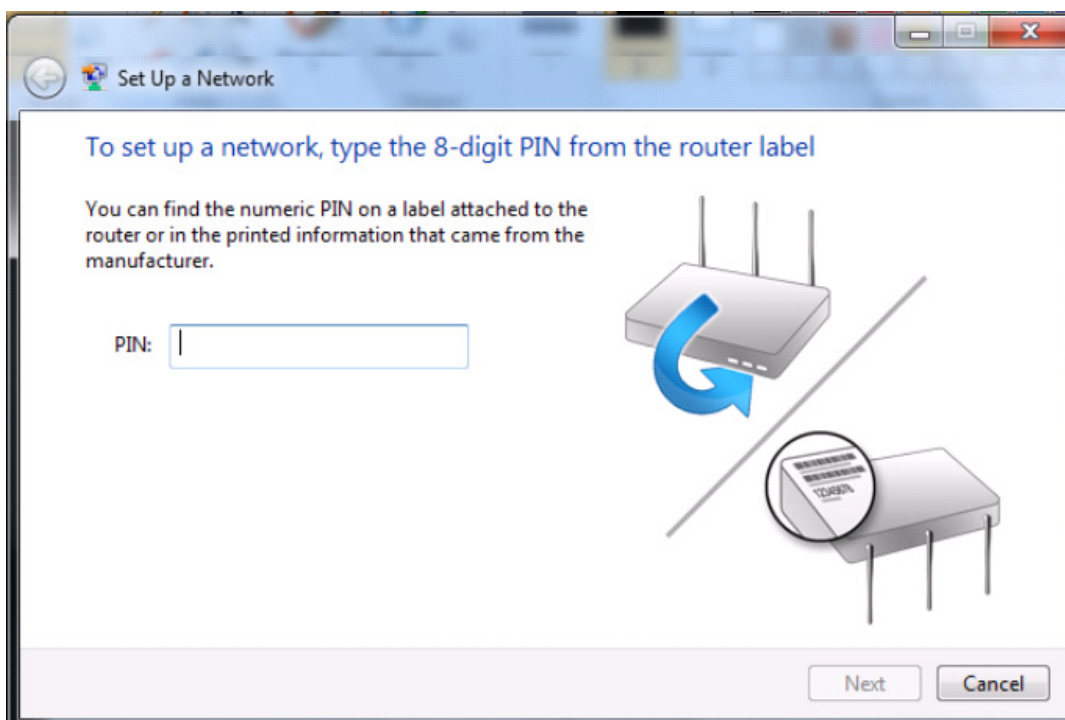 Set Up a Network
To set up a network, type the 8-digit PIN from the router label
You can find the numeric PIN on a label attached to the
router or in the printed information that came from the
manufacturer.
PIN:
12345678
Next
Cancel